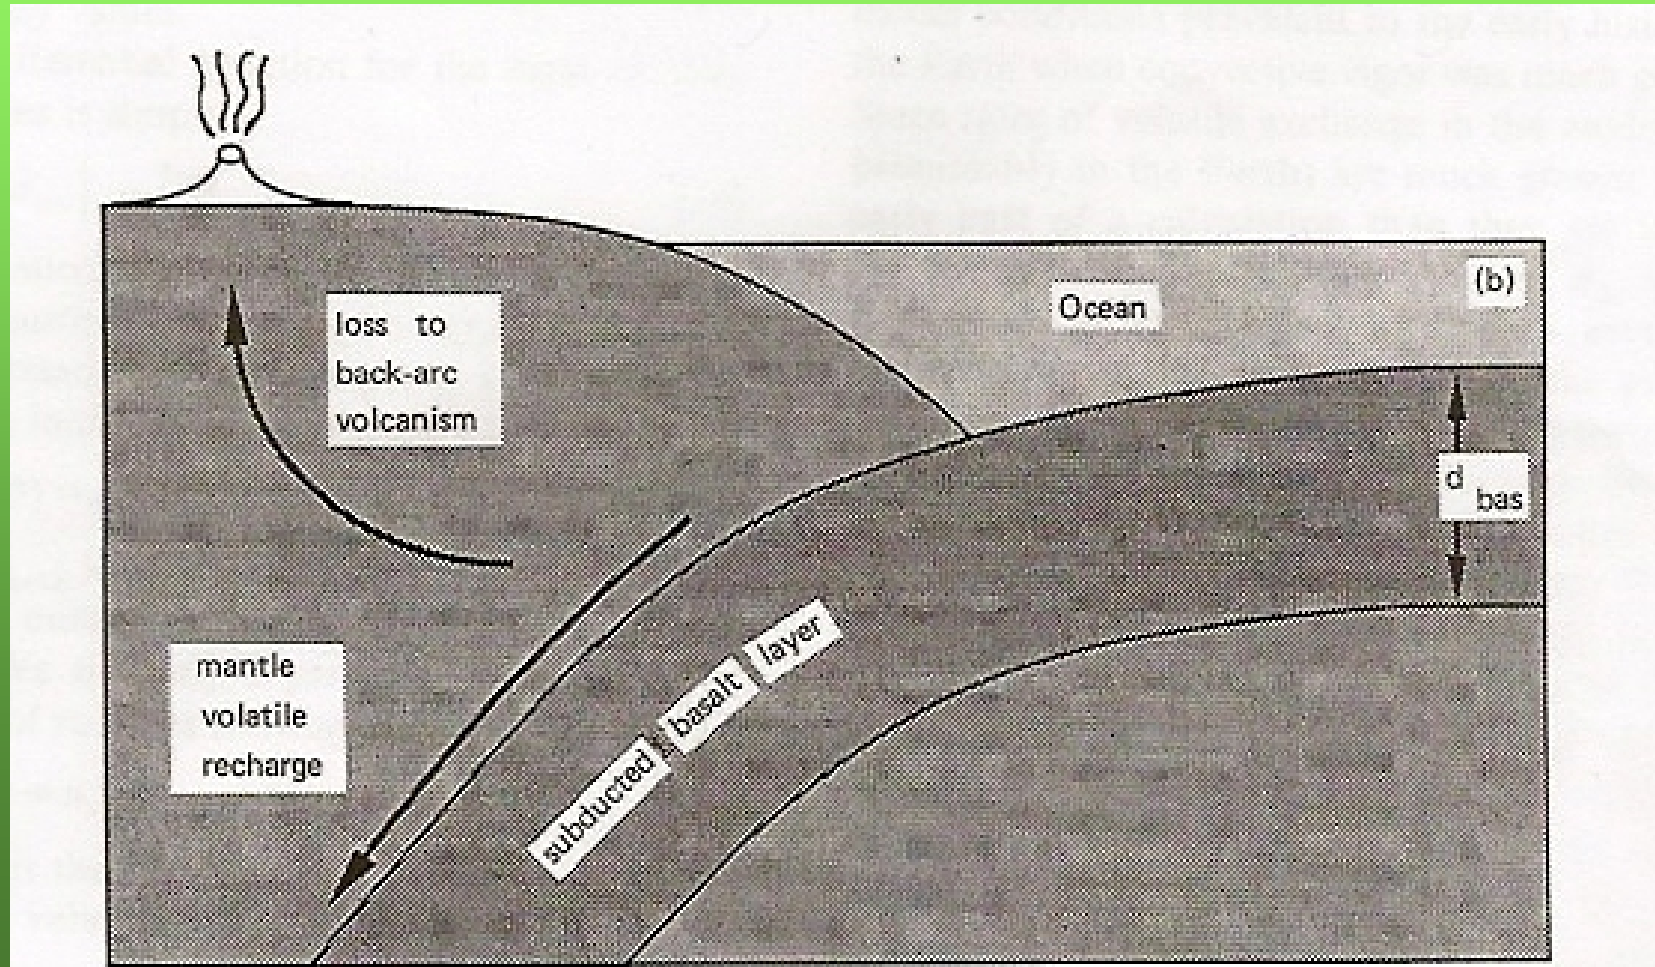 (b)
Ocean
loss to
back-arc
volcanism
d bas
mantle
volatile
recharge
subducted basalt layer